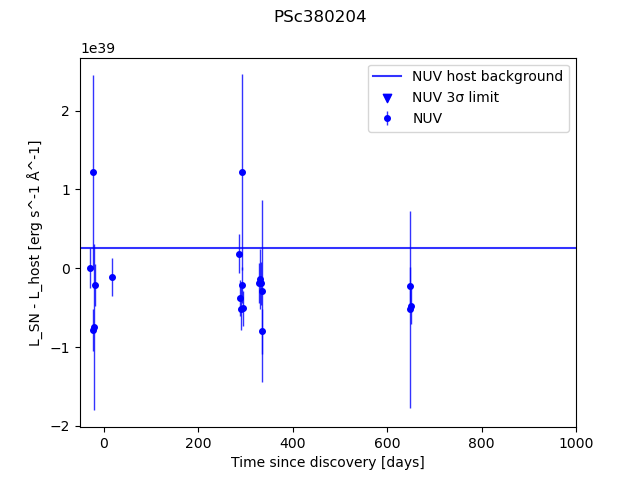 PSc380204
1e39
NUV host background
NUV 3σ limit
NUV
L_SN - L_host [erg s^-1 Å^-1]
2
1
0
−1
−2
0 200 400 600 800 1000
Time since discovery [days]